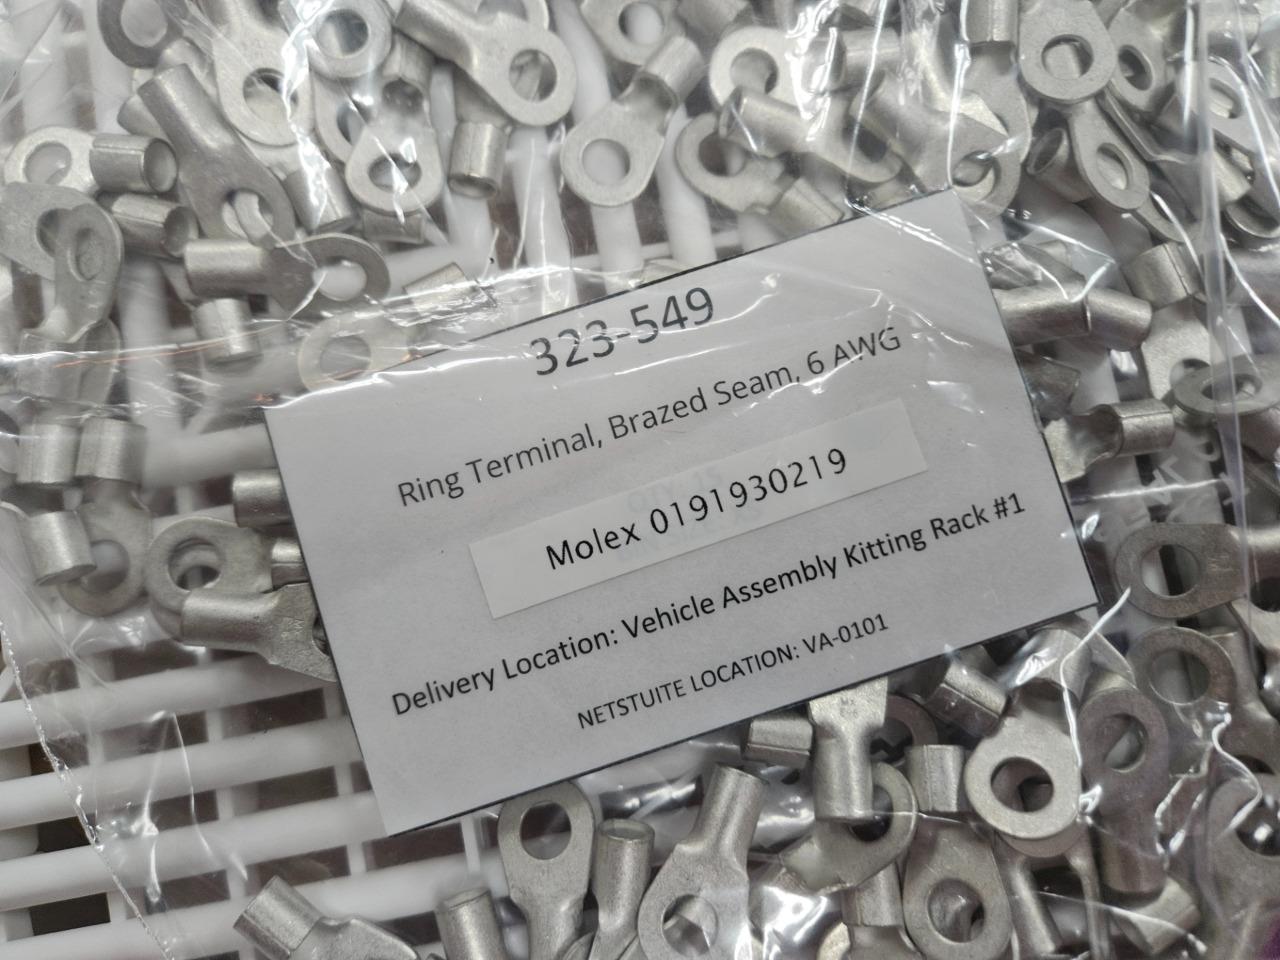 323-549
Ring Terminal, Brazed Seam, 6 AWG
Molex 0191930219
Delivery Location: Vehicle Assembly Kitting Rack #1
NETSTUITE LOCATION: VA-0101